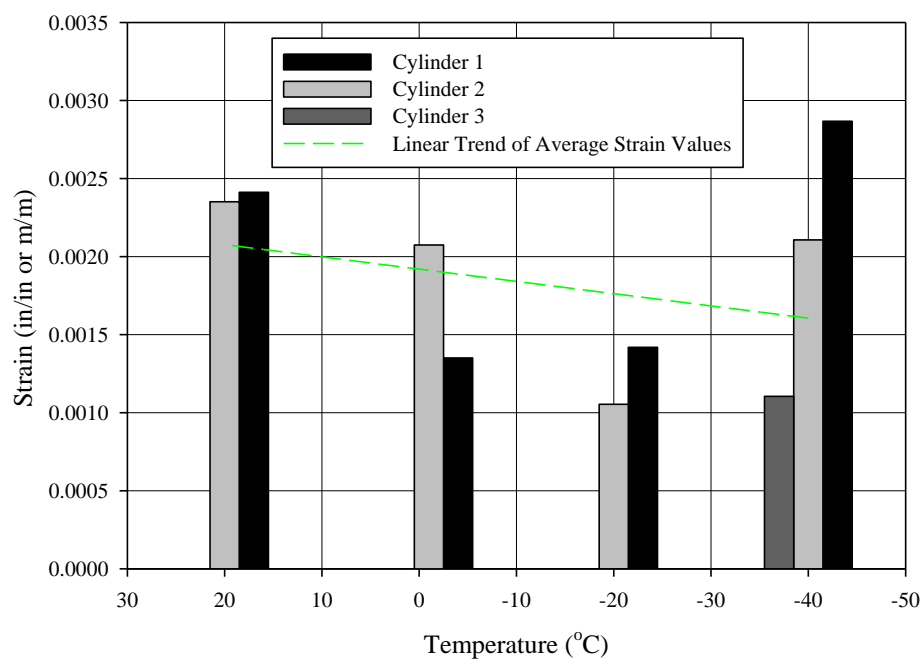 0.0035
0.0030
0.0025
0.0020
0.0015
0.0010
0.0005
0.0000
Strain (in/in or m/m)
Cylinder 1
Cylinder 2
Cylinder 3
Linear Trend of Average Strain Values
30 20 10 0 -10 -20 -30 -40 -50
Temperature (°C)